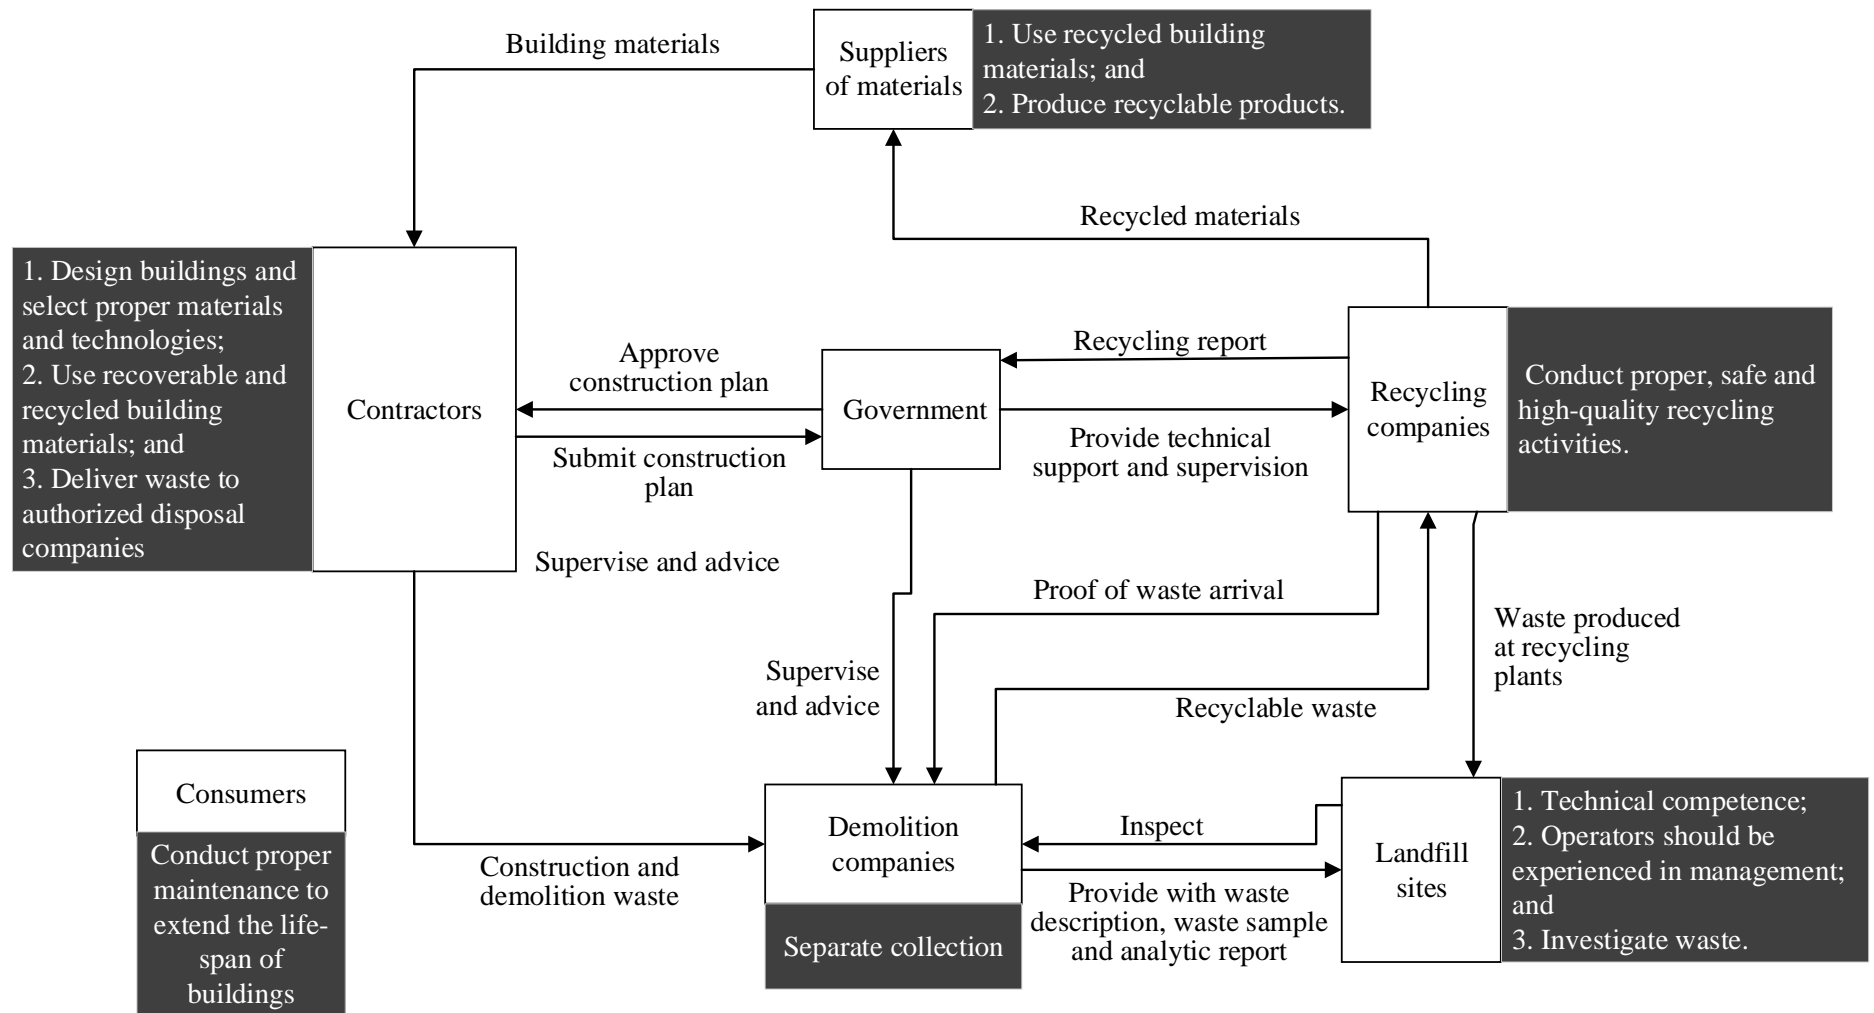 Building materials
Suppliers
of materials
1. Use recycled building
materials; and
2. Produce recyclable products.
Recycled materials
1. Design buildings and
select proper materials
and technologies;
2. Use recoverable and
recycled building
materials; and
3. Deliver waste to
authorized disposal
companies
Contractors
Approve
construction plan
Submit construction
plan
Government
Recycling report
Provide technical
support and supervision
Recycling
companies
Conduct proper, safe and
high-quality recycling
activities.
Supervise and advice
Proof of waste arrival
Waste produced
at recycling
plants
Supervise
and advice
Recyclable waste
Consumers
Conduct proper
maintenance to
extend the life-
span of
buildings
Construction and
demolition waste
Demolition
companies
Separate collection
Inspect
Provide with waste
description, waste sample
and analytic report
Landfill
sites
1. Technical competence;
2. Operators should be
experienced in management;
and
3. Investigate waste.